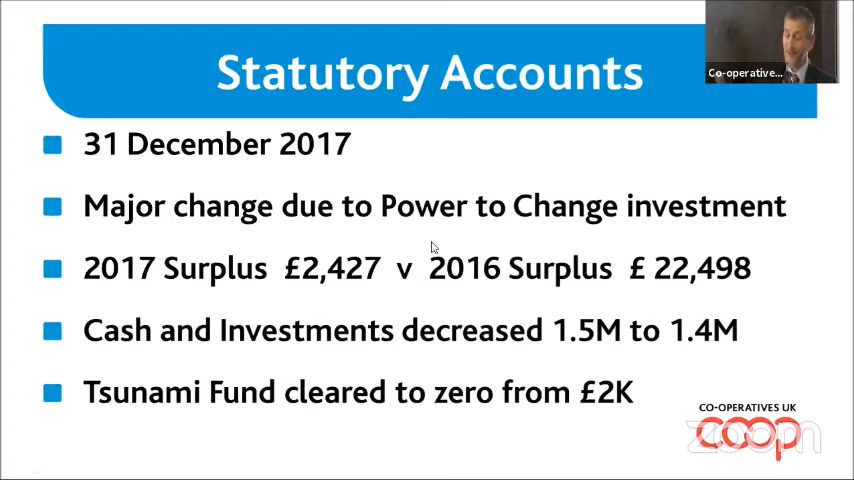 Statutory Accounts
Co-operative...
31 December 2017
Major change due to Power to Change investment
2017 Surplus £2,427 v 2016 Surplus £ 22,498
Cash and Investments decreased 1.5M to 1.4M
Tsunami Fund cleared to zero from £2K
CO-OPERATIVES UK
coop
zoom